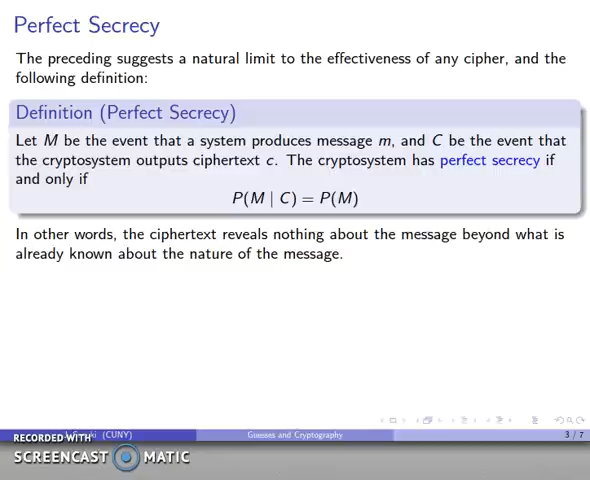 Perfect Secrecy
The preceding suggests a natural limit to the effectiveness of any cipher, and the
following definition:
Definition (Perfect Secrecy)
Let M be the event that a system produces message m, and C be the event that
the cryptosystem outputs ciphertext c. The cryptosystem has perfect secrecy if
and only if
P(M | C) = P(M)
In other words, the ciphertext reveals nothing about the message beyond what is
already known about the nature of the message.
(CUNY) Guesses and Cryptography 3 / 7
RECORDED WITH
SCREENCAST MATIC